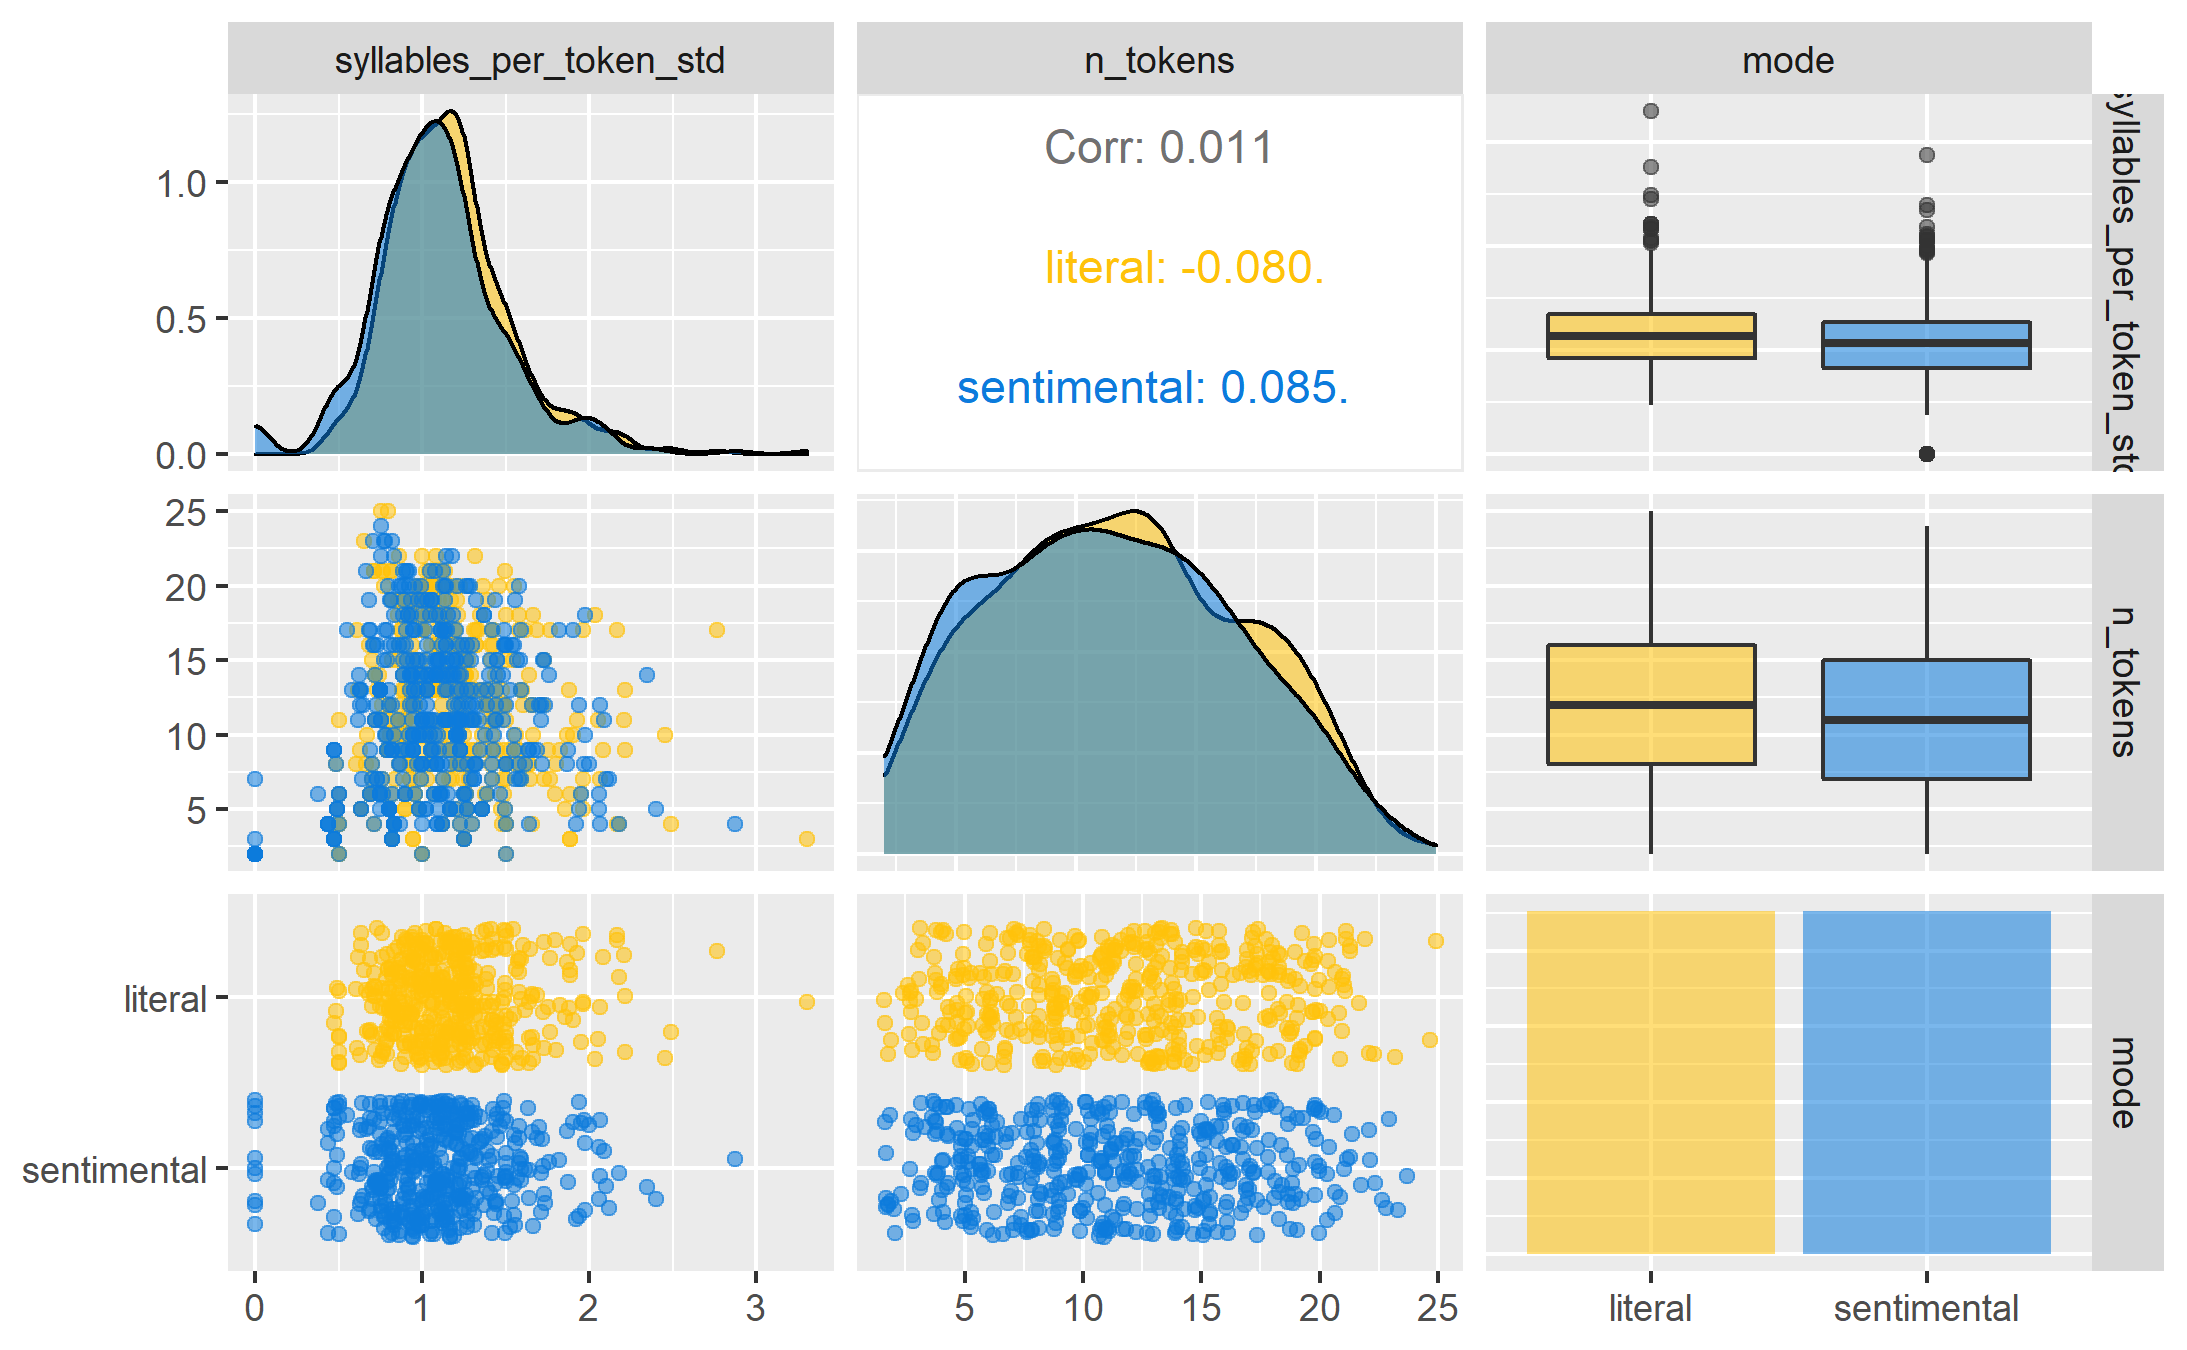 syllables_per_token_std
n_tokens
mode
1.0
0.5
0.0
Corr: 0.011
literal: -0.080.
sentimental: 0.085.
syllables_per_token_std
25
20
15
10
5
n_tokens
literal
sentimental
mode
0 1 2 3
5 10 15 20 25
literal sentimental